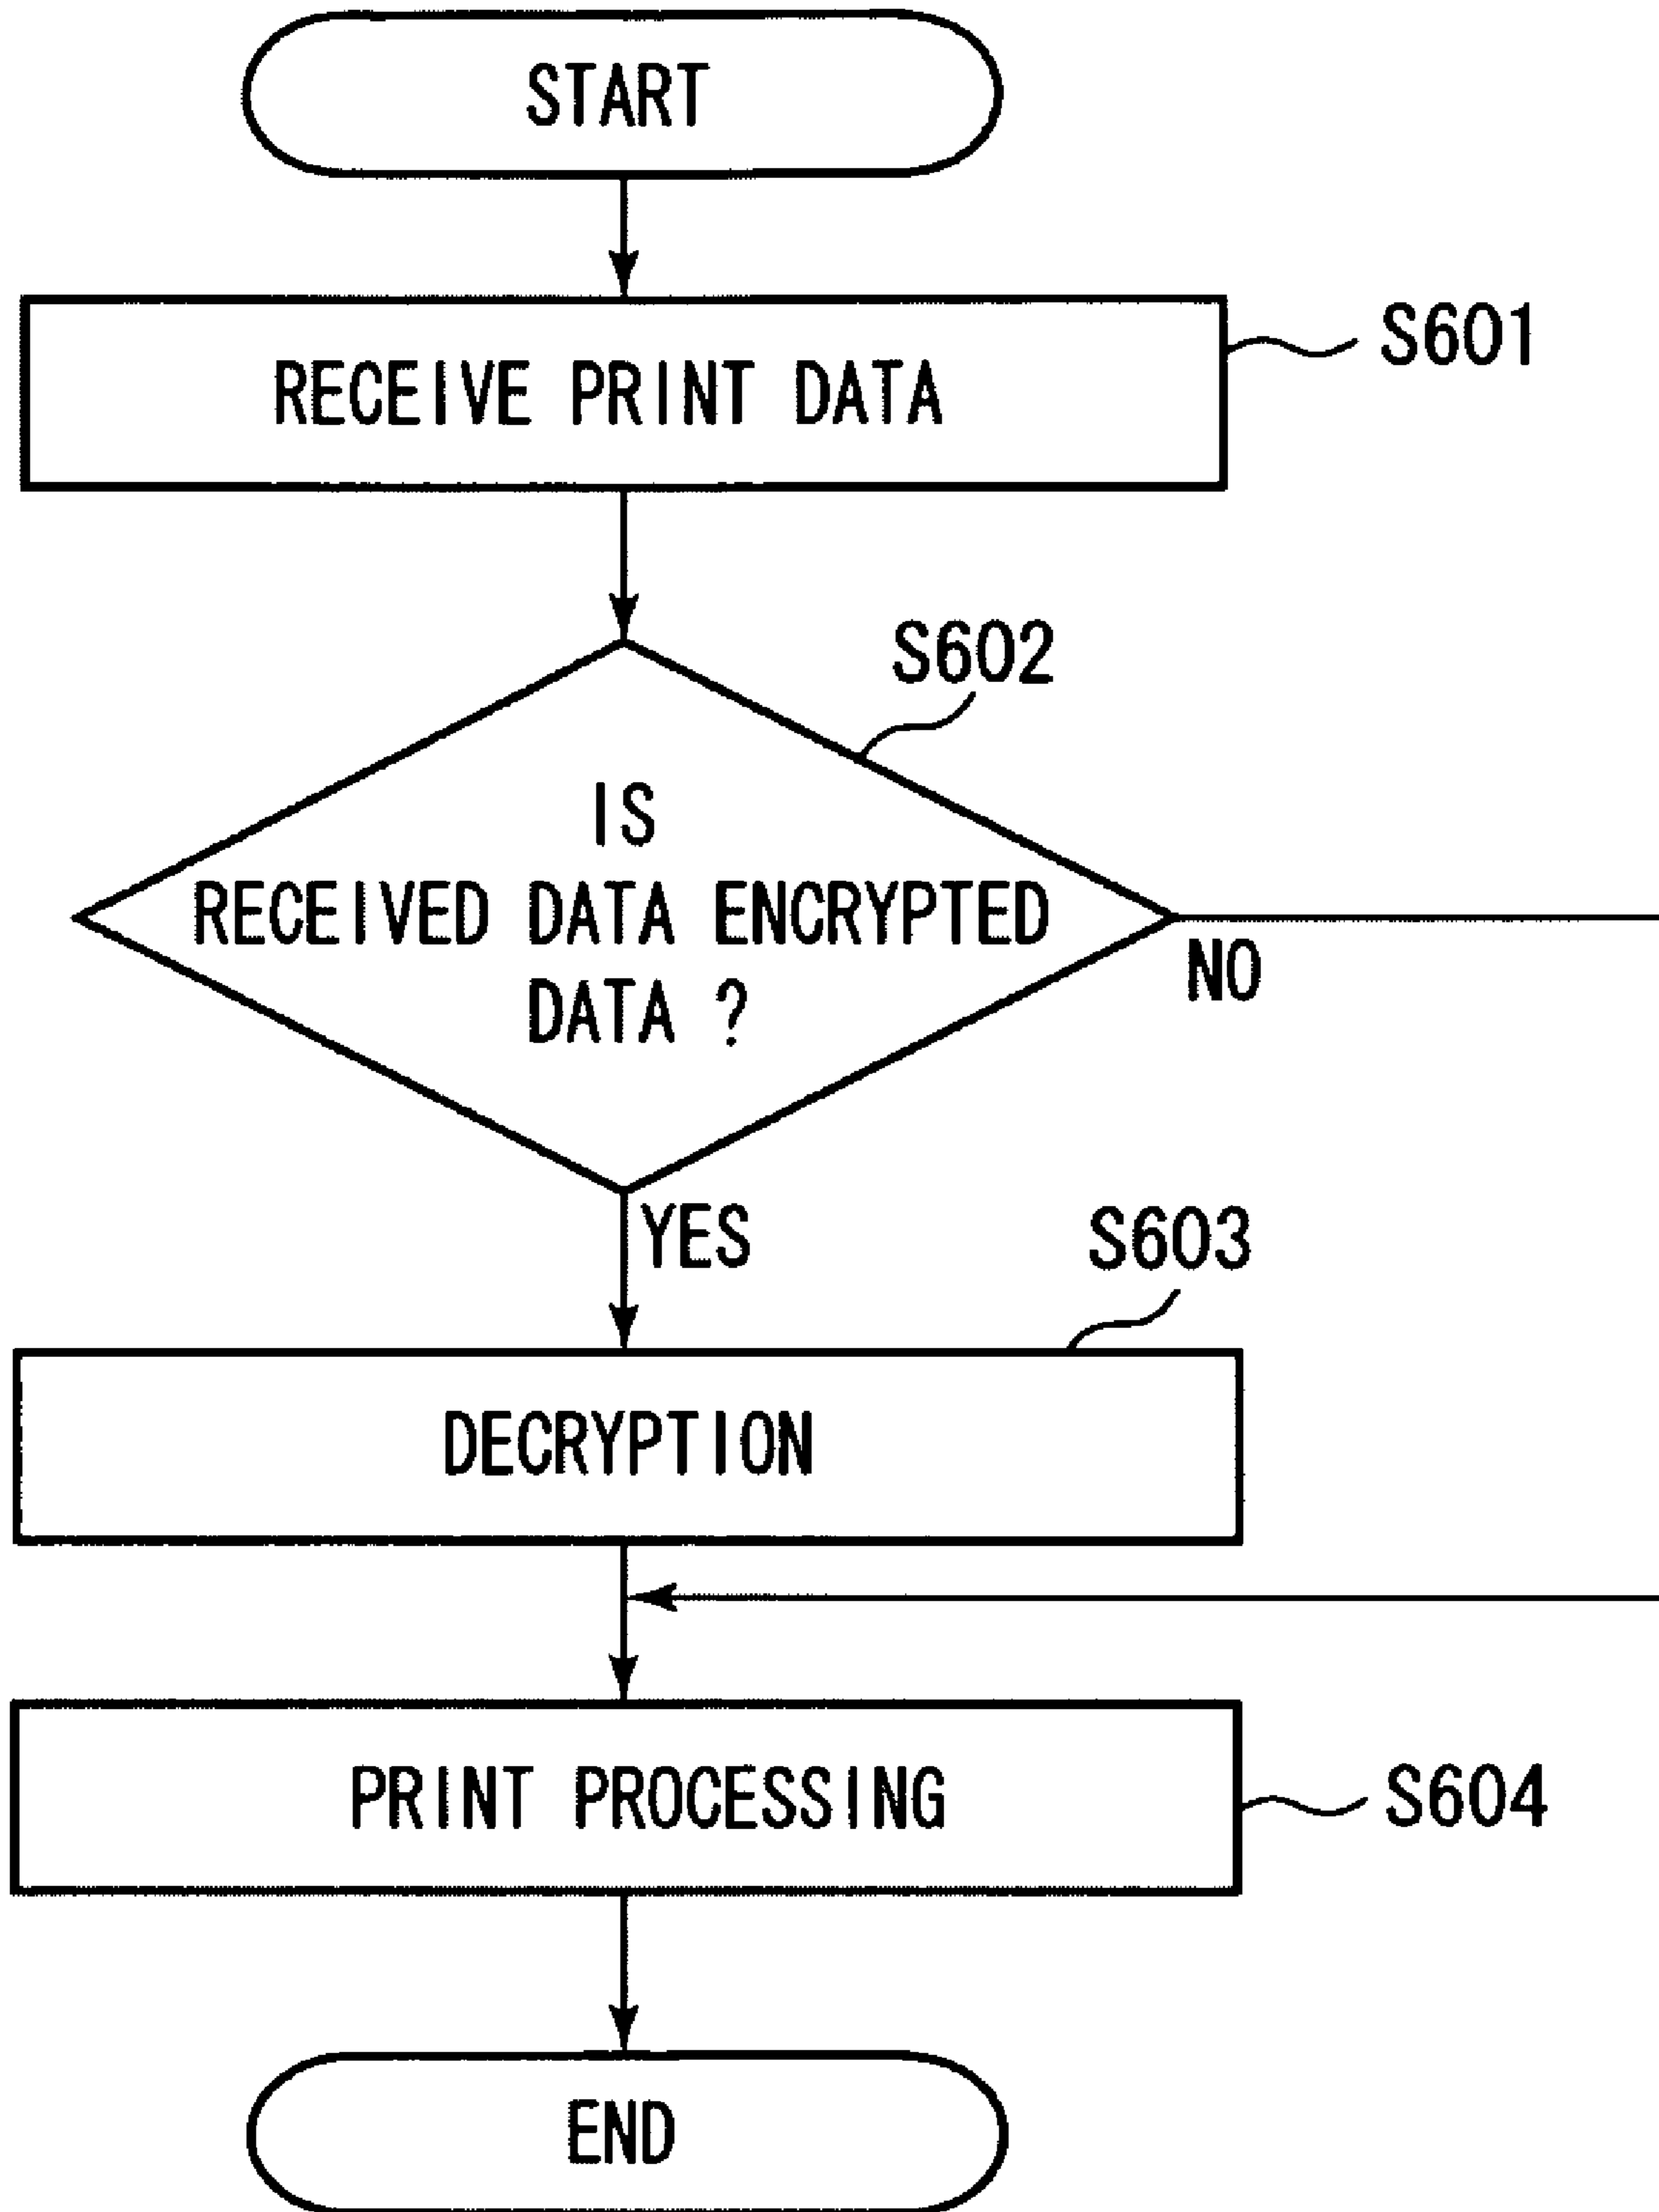 START
RECEIVE PRINT DATA
S601
S602
IS
RECEIVED DATA ENCRYPTED
DATA ?
NO
YES
S603
DECRYPTION
PRINT PROCESSING
S604
END